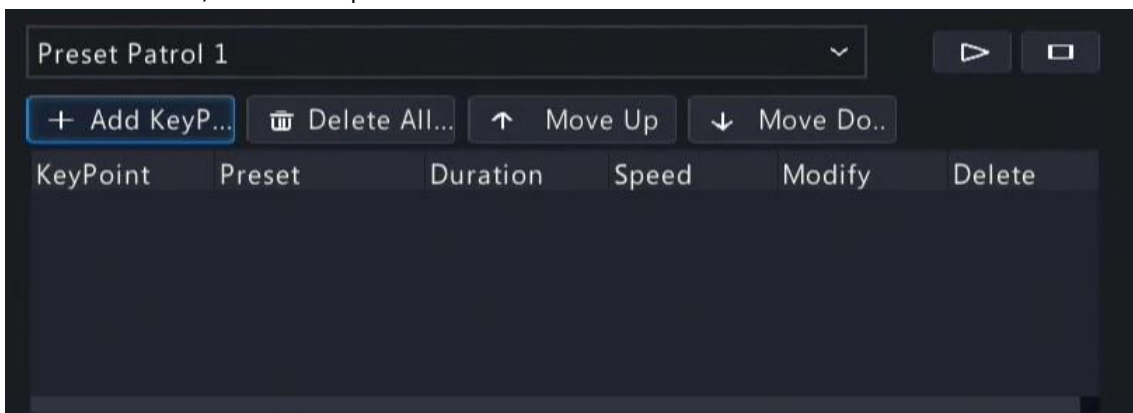 Preset Patrol 1
+ Add KeyP... Delete All... Move Up Move Do..
KeyPoint Preset Duration Speed Modify Delete